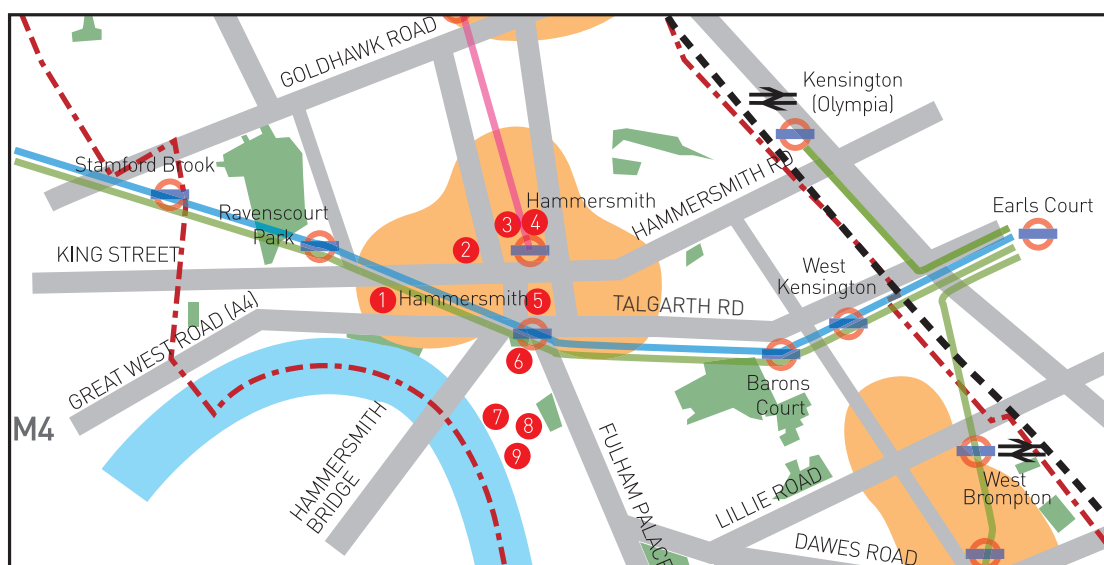 GOLDHAWK ROAD
Kensington
(Olympia)
Stamford Brook
Ravenscourt
Park
Hammersmith
3
4
2
HAMMERSMITH RD
Earls Court
KING STREET
West
Kensington
1
Hammersmith
5
TALGARTH RD
GREAT WEST ROAD (A4)
6
Barons
Court
M4
7
8
9
HAMMERSMITH
BRIDGE
FULHAM PALACE
LILLIE ROAD
West
Brompton
DAWES ROAD